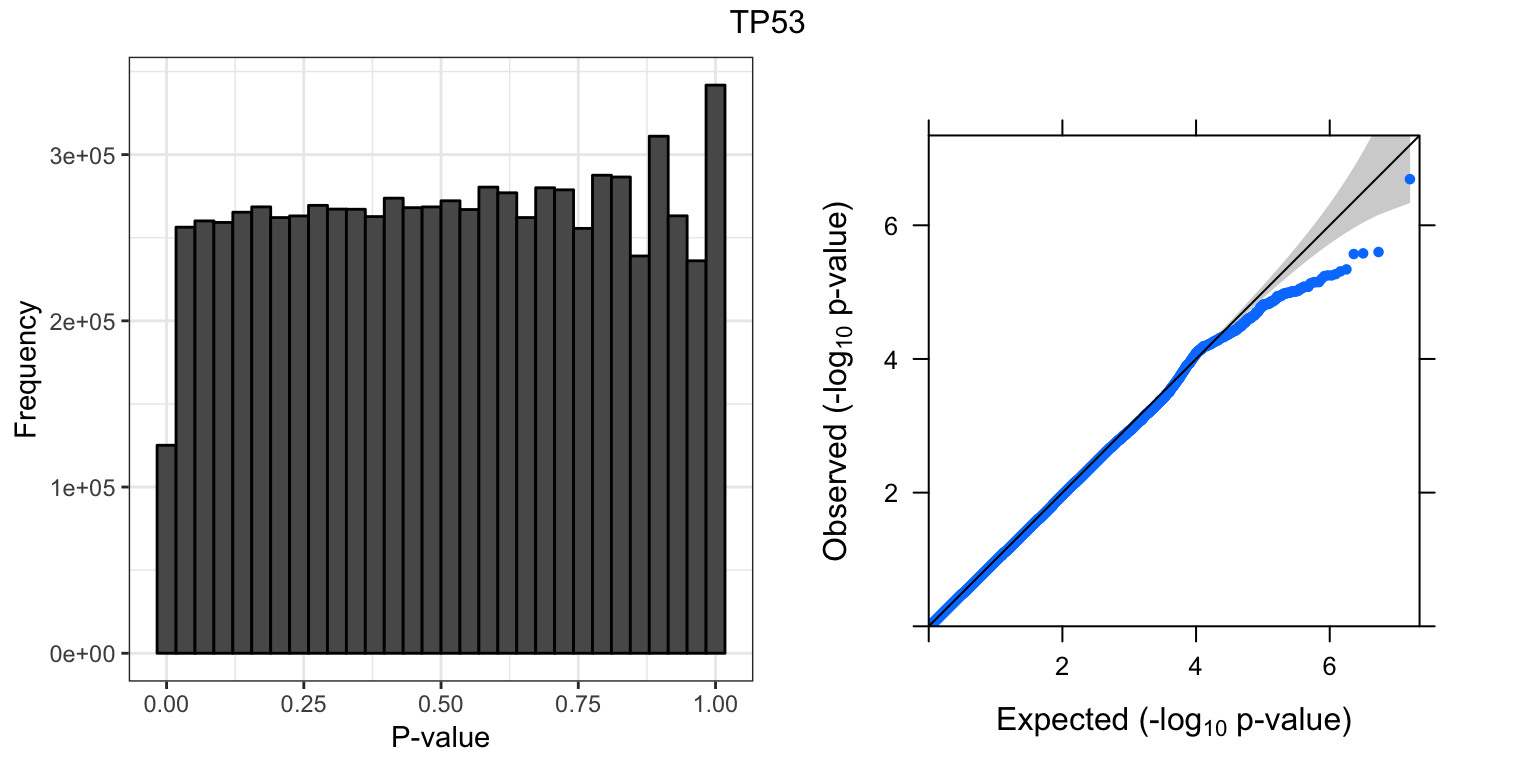 TP53
Frequency
3e+05
2e+05
1e+05
0e+00
0.00 0.25 0.50 0.75 1.00
P-value
Observed (-log10 p-value)
6
4
2
2 4 6
Expected (-log10 p-value)